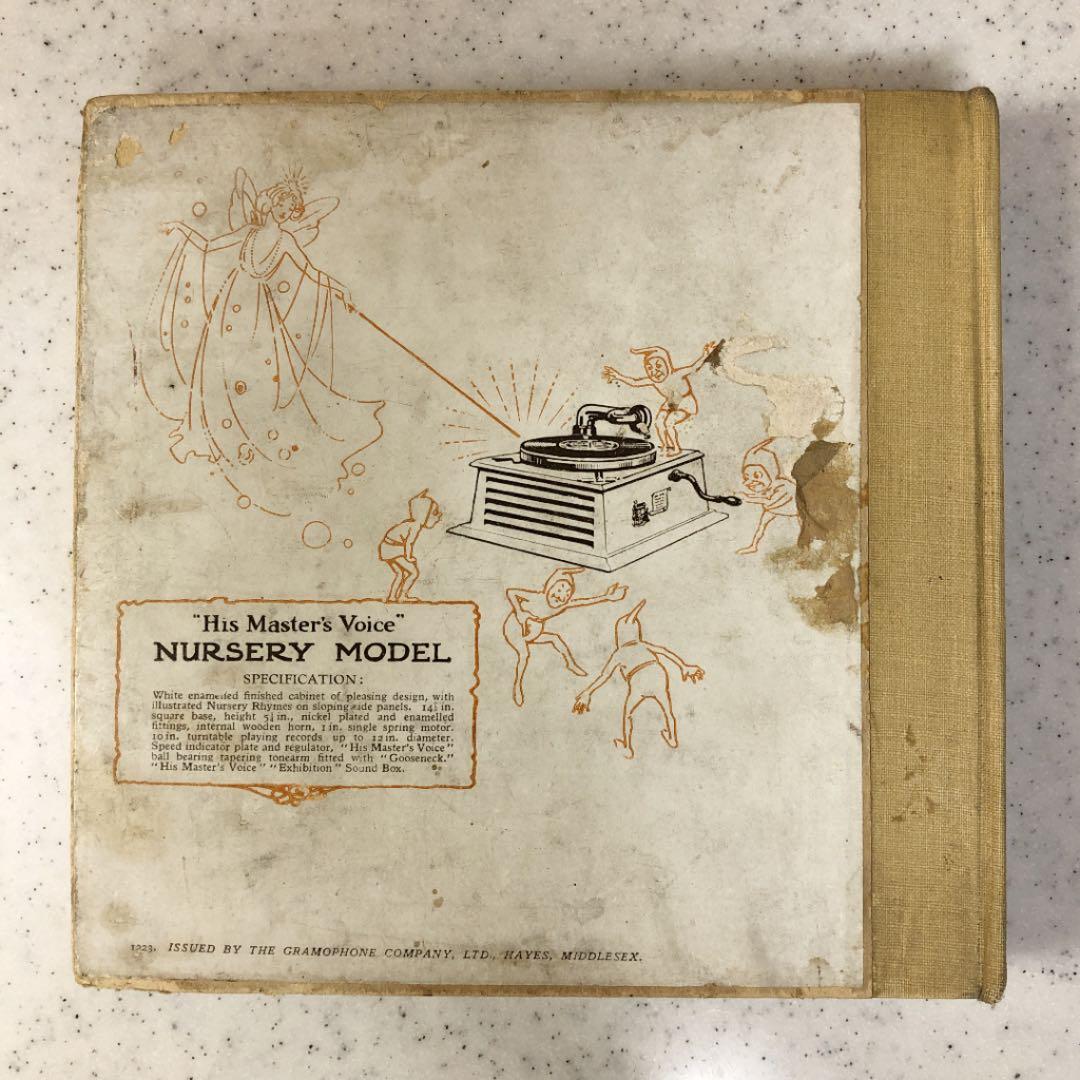 "His Master's Voice"
NURSERY MODEL
SPECIFICATION:
White enamelled finished cabinet of pleasing design, with
illustrated Nursery Rhymes on sloping side panels. 14½ in.
square base, height 5¼ in., nickel plated and enamelled
fittings, internal wooden horn, 1 in. single spring motor.
10 in. turntable playing records up to 12 in. diameter.
Speed indicator plate and regulator, "His Master's Voice"
ball bearing tapering tonearm fitted with "Gooseneck."
"His Master's Voice" "Exhibition" Sound Box.
1923. ISSUED BY THE GRAMOPHONE COMPANY, LTD., HAYES, MIDDLESEX.